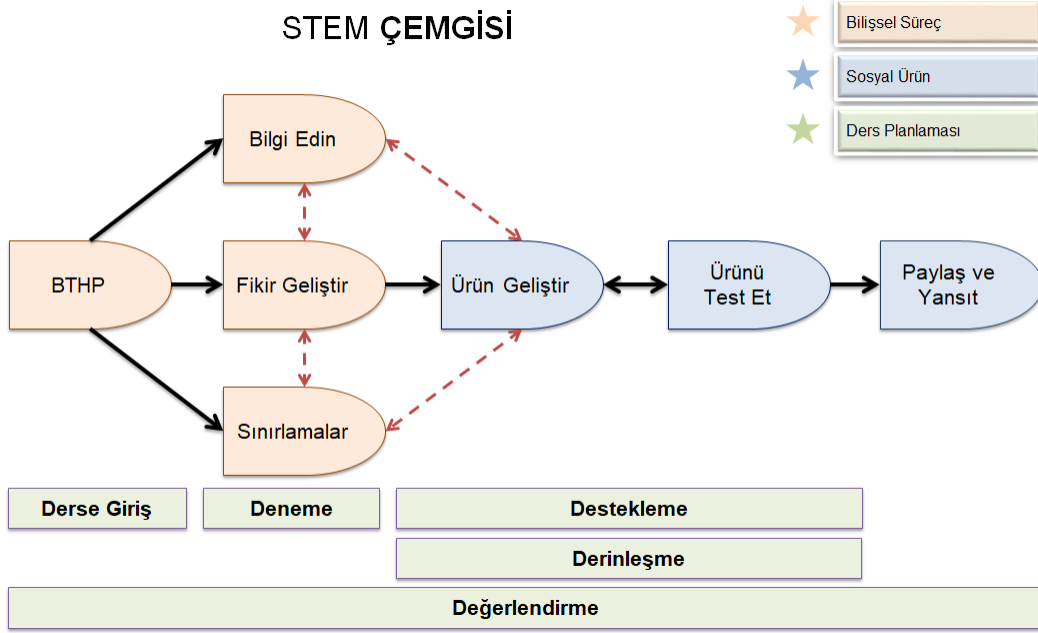 STEM ÇEMGİSİ
Bilişsel Süreç
Sosyal Ürün
Ders Planlaması
Bilgi Edin
BTHP
Fikir Geliştir
Ürün Geliştir
Ürünü
Test Et
Paylaş ve
Yansıt
Sınırlamalar
Derse Giriş
Deneme
Destekleme
Derinleşme
Değerlendirme